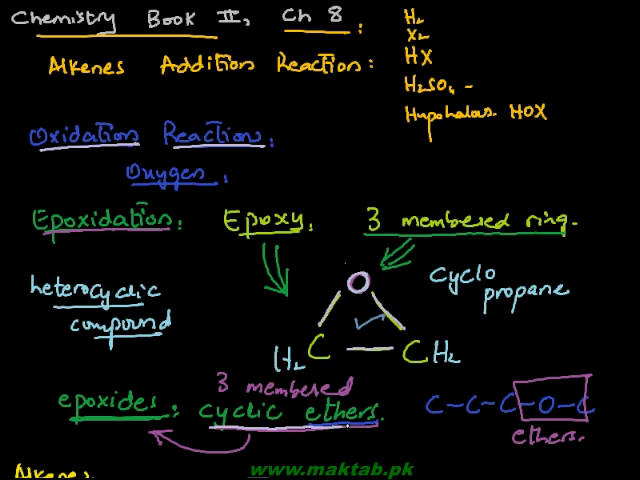 Chemistry Book II, Ch 8:
Alkenes Addition Reaction:
H2
X2
HX
H2SO4 -
Hypohalous HOX
Oxidation Reaction:
Oxygen:
Epoxidation: Epoxy: 3 membered ring.
heterocyclic
compound
cyclo
propane
O
H2C — CH2
3 membered
epoxides: cyclic ethers.
C-C-C-O-C
ethers.
Alkenes
www.maktab.pk